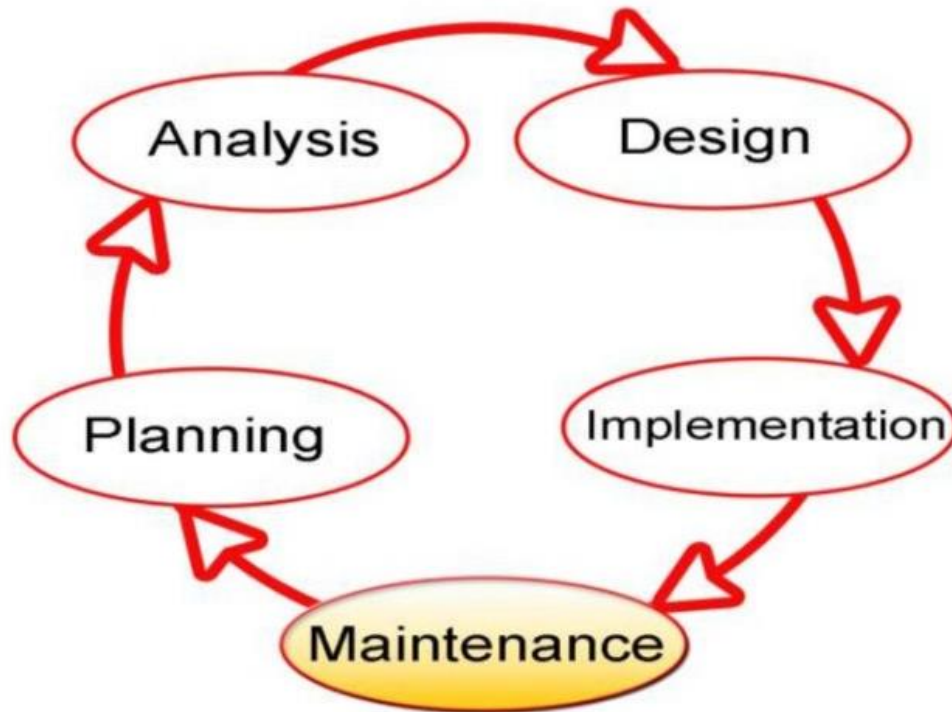 Analysis
Design
Planning
Implementation
Maintenance